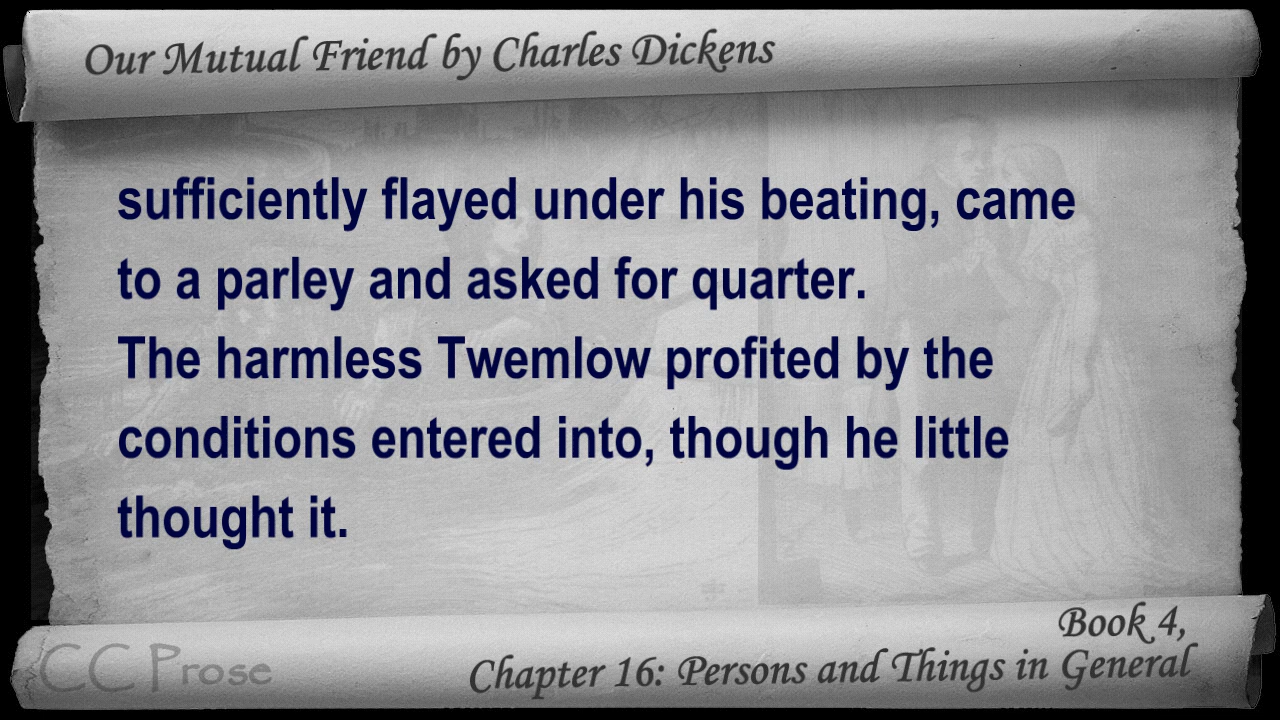 Our Mutual Friend by Charles Dickens
sufficiently flayed under his beating, came
to a parley and asked for quarter.
The harmless Twemlow profited by the
conditions entered into, though he little
thought it.
Book 4,
Chapter 16: Persons and Things in General
CC Prose